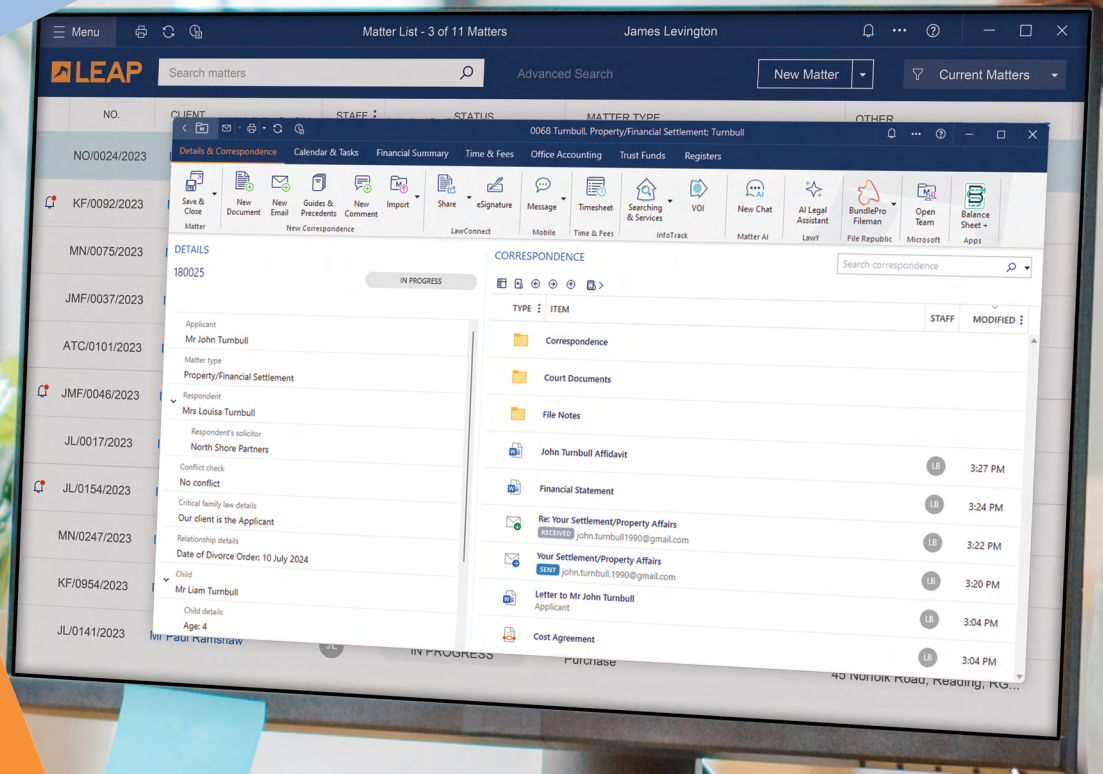 Menu
Matter List - 3 of 11 Matters
James Levington
LEAP
Search matters
Advanced Search
New Matter
Current Matters
NO.
CLIENT
STAFF
STATUS
MATTER TYPE
OTHER
NO/0024/2023
KF/0092/2023
MN/0075/2023
JMF/0037/2023
ATC/0101/2023
JMF/0046/2023
JL/0017/2023
JL/0154/2023
MN/0247/2023
KF/0954/2023
JL/0141/2023
Mr Paul Ramshaw
JL
IN PROGRESS
Purchase
45 Norfolk Road, Reading, RG...
0068 Turnbull, Property/Financial Settlement; Turnbull
Details & Correspondence
Calendar & Tasks
Financial Summary
Time & Fees
Office Accounting
Trust Funds
Registers
Save & Close
New Document
New Email
Guides & Precedents
New Comment
Import
Share
eSignature
Message
Timesheet
Searching & Services
VOI
AI
New Chat
AI Legal Assistant
BundlePro Fileman
Open Team
Balance Sheet +
Matter
New Correspondence
LawConnect
Mobile
Time & Fees
InfoTrack
Matter AI
LawY
File Republic
Microsoft
Apps
DETAILS
180025
IN PROGRESS
Applicant
Mr John Turnbull
Matter type
Property/Financial Settlement
Respondent
Mrs Louisa Turnbull
Respondent's solicitor
North Shore Partners
Conflict check
No conflict
Critical family law details
Our client is the Applicant
Relationship details
Date of Divorce Order: 10 July 2024
Child
Mr Liam Turnbull
Child details
Age: 4
CORRESPONDENCE
Search correspondence
TYPE
ITEM
STAFF
MODIFIED
Correspondence
Court Documents
File Notes
John Turnbull Affidavit
LB
3:27 PM
Financial Statement
LB
3:24 PM
Re: Your Settlement/Property Affairs
RECEIVED john.turnbull1990@gmail.com
LB
3:22 PM
Your Settlement/Property Affairs
SENT john.turnbull.1990@gmail.com
LB
3:20 PM
Letter to Mr John Turnbull
Applicant
LB
3:04 PM
Cost Agreement
LB
3:04 PM